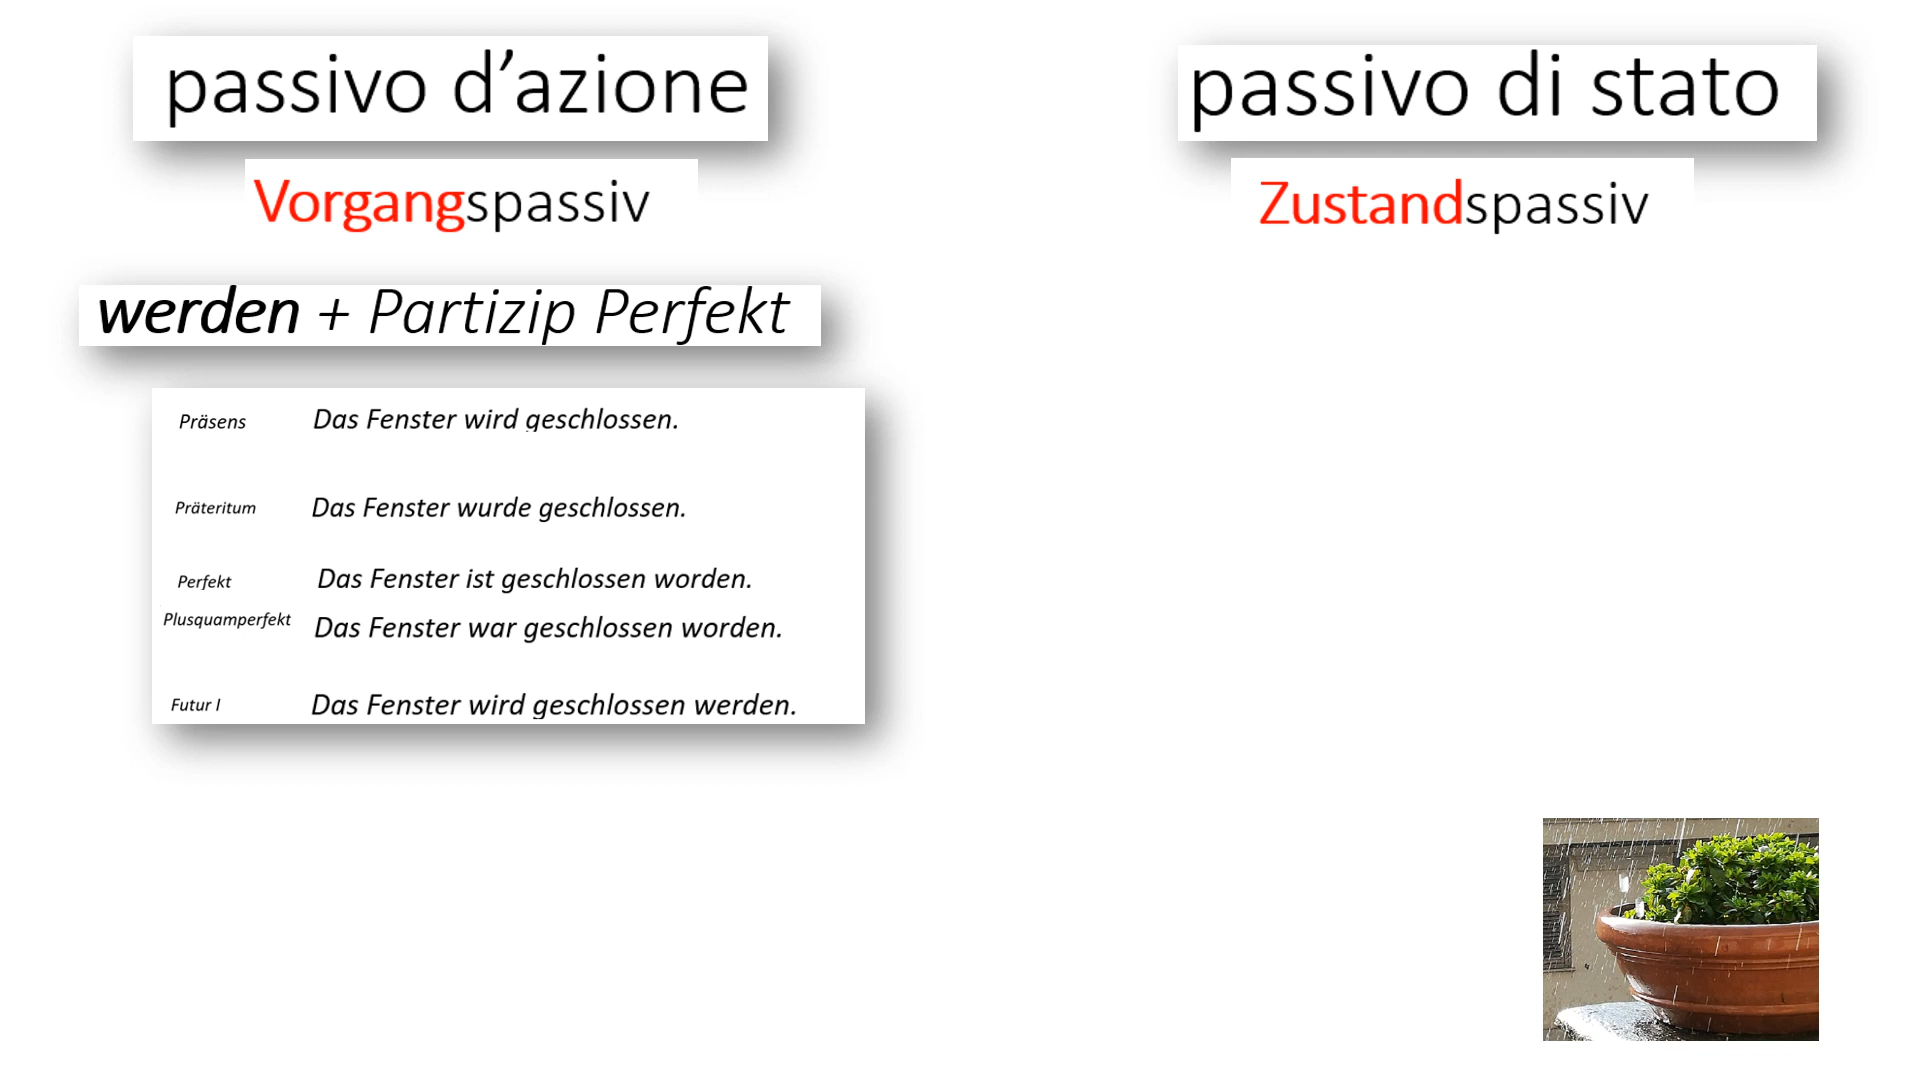 passivo d’azione
Vorgangspassiv
werden + Partizip Perfekt
Präsens Das Fenster wird geschlossen.
Präteritum Das Fenster wurde geschlossen.
Perfekt Das Fenster ist geschlossen worden.
Plusquamperfekt Das Fenster war geschlossen worden.
Futur I Das Fenster wird geschlossen werden.
passivo di stato
Zustandspassiv